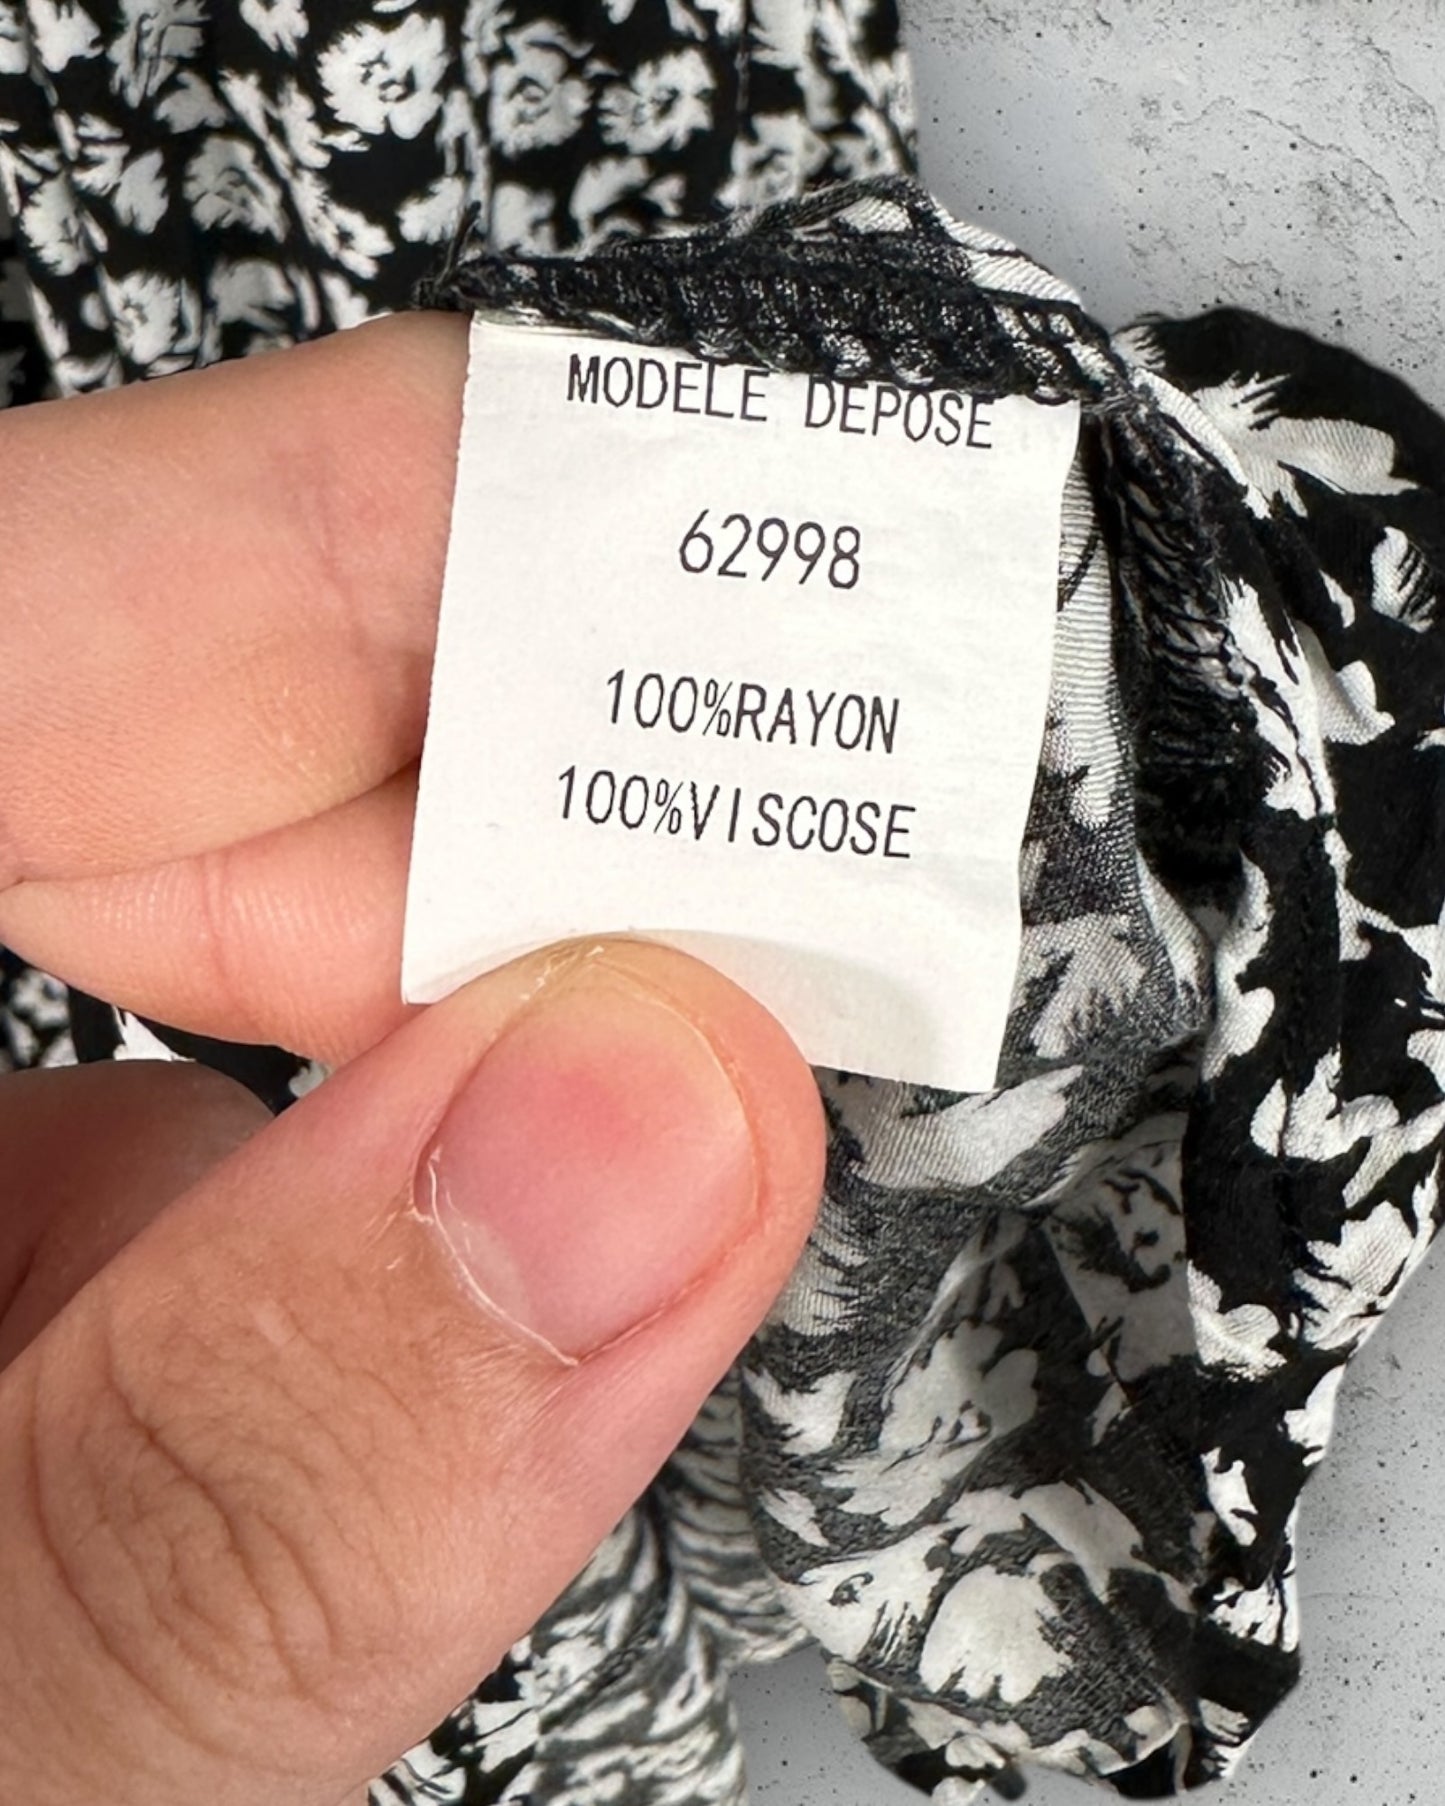 MODELE DEPOSE
62998
100%RAYON
100%VISCOSE